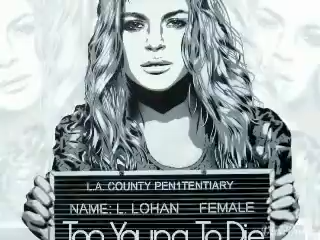 L.A. COUNTY PEN1TENTIARY
NAME: L. LOHAN FEMALE
Too Young To Die